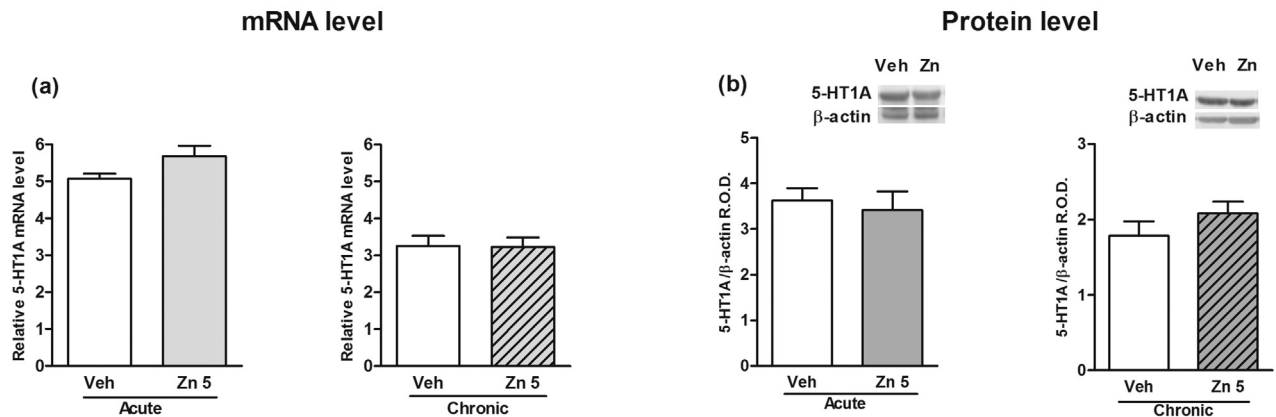 mRNA level
Protein level
(a)
Relative 5-HT1A mRNA level
6
5
4
3
2
1
0
Veh
Zn 5
Acute
Relative 5-HT1A mRNA level
6
5
4
3
2
1
0
Veh
Zn 5
Chronic
(b)
Veh Zn
5-HT1A
β-actin
5-HT1A/β-actin R.O.D.
5
4
3
2
1
0
Veh
Zn 5
Acute
Veh Zn
5-HT1A
β-actin
5-HT1A/β-actin R.O.D.
3
2
1
0
Veh
Zn 5
Chronic